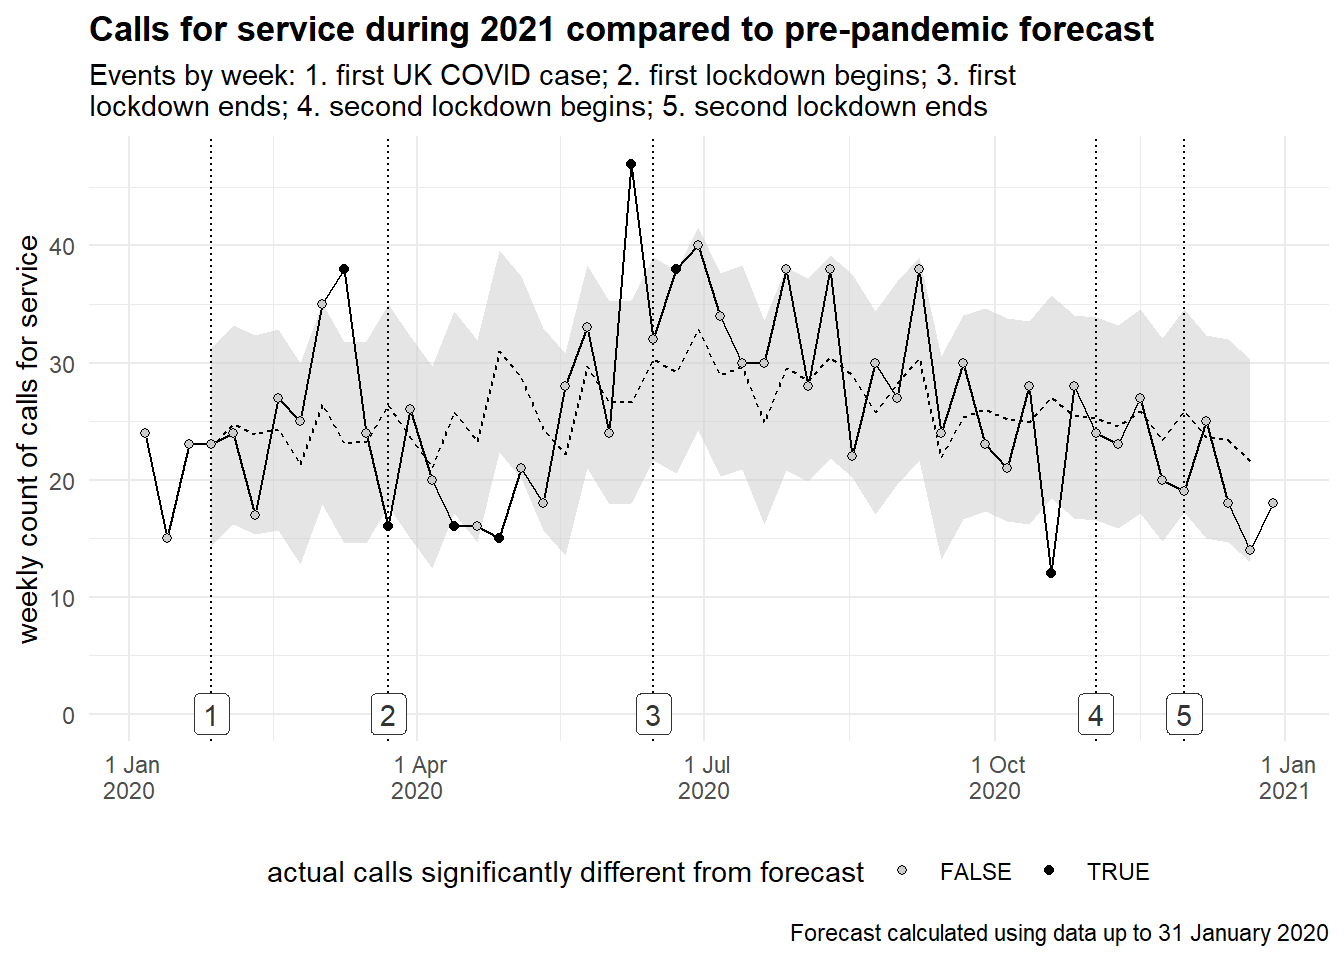 Calls for service during 2021 compared to pre-pandemic forecast
Events by week: 1. first UK COVID case; 2. first lockdown begins; 3. first
lockdown ends; 4. second lockdown begins; 5. second lockdown ends
weekly count of calls for service
40
30
20
10
0
1
2
3
4
5
1 Jan
2020
1 Apr
2020
1 Jul
2020
1 Oct
2020
1 Jan
2021
actual calls significantly different from forecast FALSE TRUE
Forecast calculated using data up to 31 January 2020